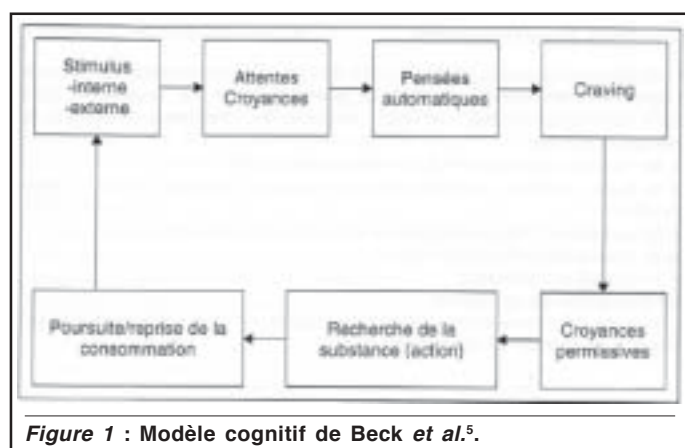 Stimulus
-interne
-externe
Attentes
Croyances
Pensées
automatiques
Craving
Croyances
permissives
Recherche de la
substance (action)
Poursuite/reprise de la
consommation
Figure 1 : Modèle cognitif de Beck et al.⁵.